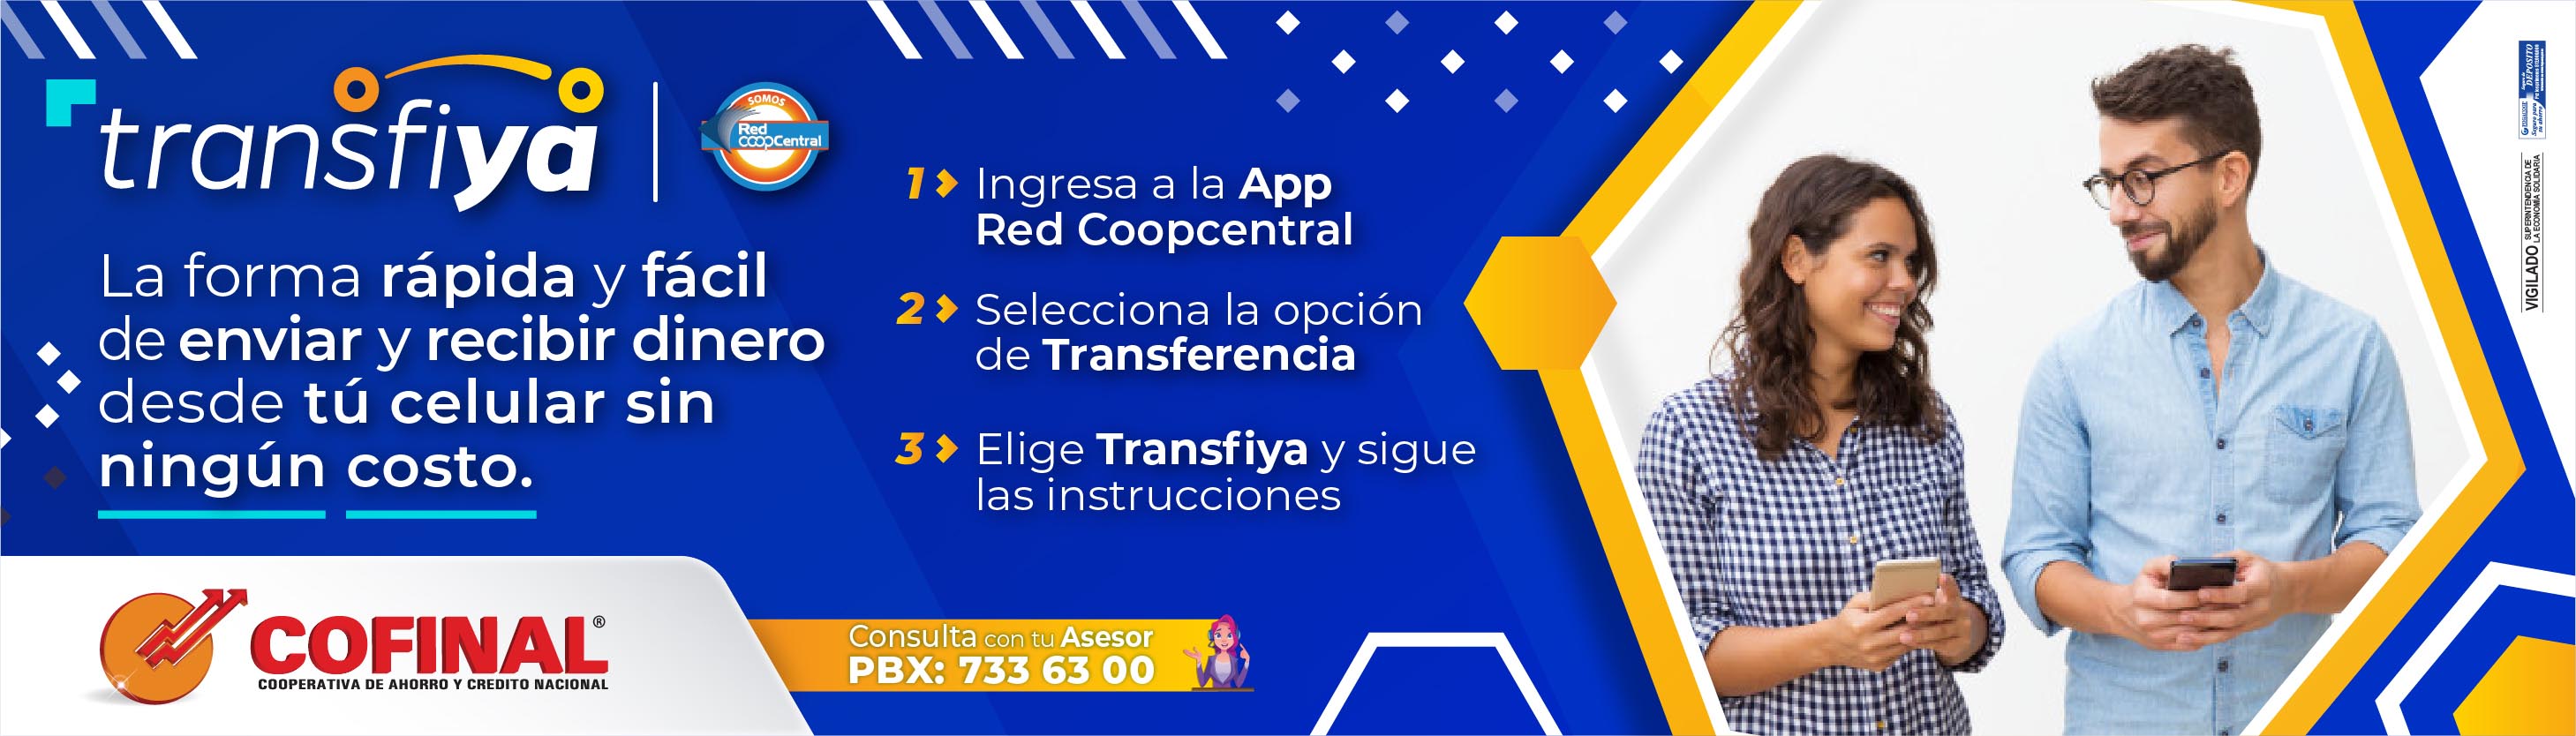 transfiya
SOMOS
Red
COOPCentral
La forma rápida y fácil
de enviar y recibir dinero
desde tú celular sin
ningún costo.
1 Ingresa a la App
Red Coopcentral
2 Selecciona la opción
de Transferencia
3 Elige Transfiya y sigue
las instrucciones
COFINAL®
COOPERATIVA DE AHORRO Y CREDITO NACIONAL
Consulta con tu Asesor
PBX: 733 63 00
DEPOSITO
VIGILADO SUPERINTENDENCIA DE
LA ECONOMÍA SOLIDARIA